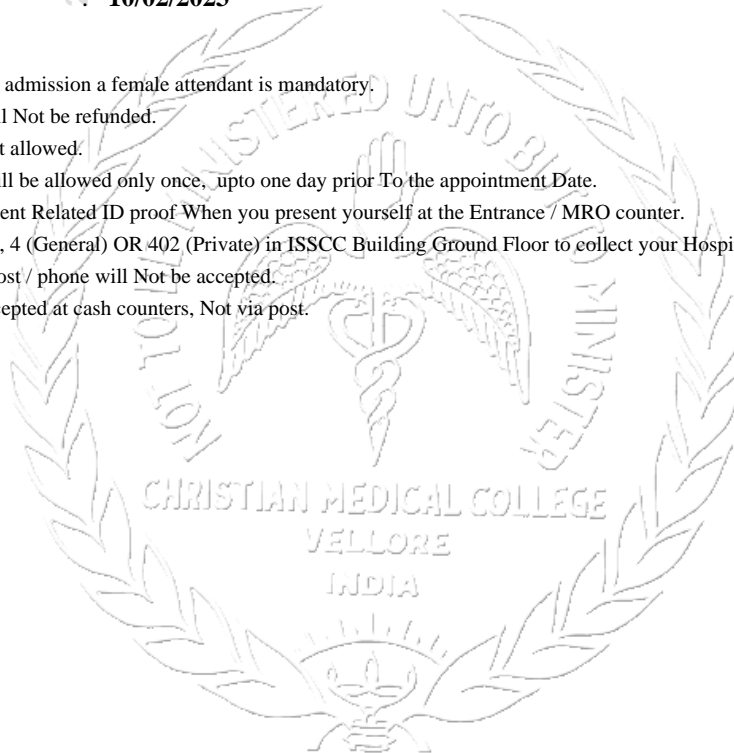 : 10/02/2025
admission a female attendant is mandatory.
l Not be refunded.
t allowed.
ll be allowed only once, upto one day prior To the appointment Date.
ent Related ID proof When you present yourself at the Entrance / MRO counter.
, 4 (General) OR 402 (Private) in ISSCC Building Ground Floor to collect your Hospi
ost / phone will Not be accepted.
cepted at cash counters, Not via post.
NOT TO BE MINISTERED UNTO BUT TO MINISTER
CHRISTIAN MEDICAL COLLEGE
VELLORE
INDIA